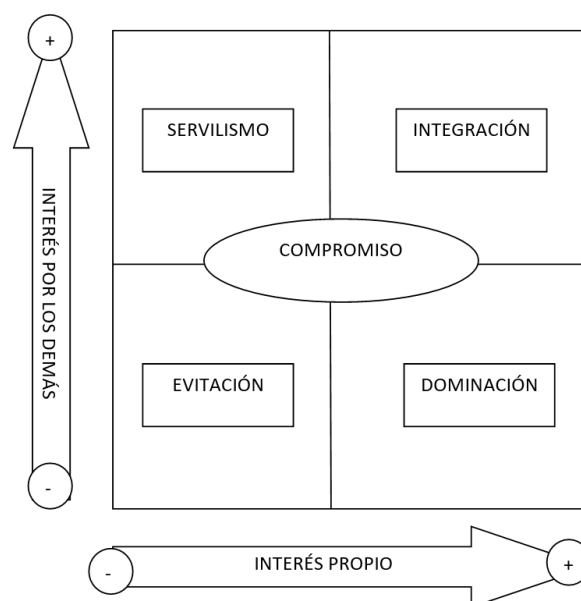 +
SERVILISMO
INTEGRACIÓN
INTERÉS POR LOS DEMÁS
COMPROMISO
EVITACIÓN
DOMINACIÓN
-
-
INTERÉS PROPIO
+